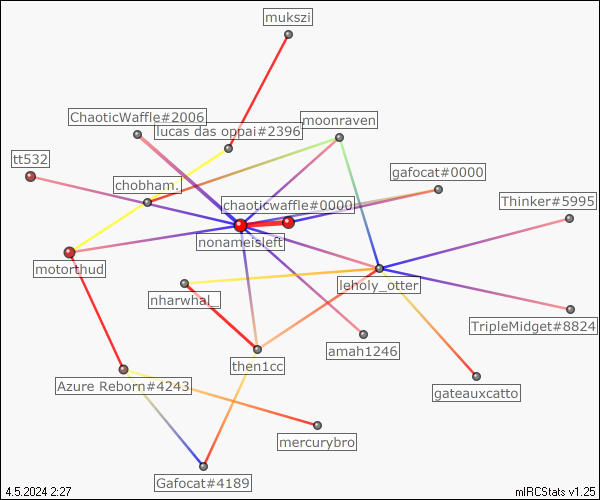 mukszi
ChaoticWaffle#2006
lucas das oppai#2396
moonraven
tt532
chobham.
gafocat#0000
Thinker#5995
chaoticwaffle#0000
nonameisleft
motorthud
nharwhal_
leholy_otter
TripleMidget#8824
then1cc
amah1246
Azure Reborn#4243
gateauxcatto
mercurybro
Gafocat#4189
4.5.2024 2:27
mIRCStats v1.25